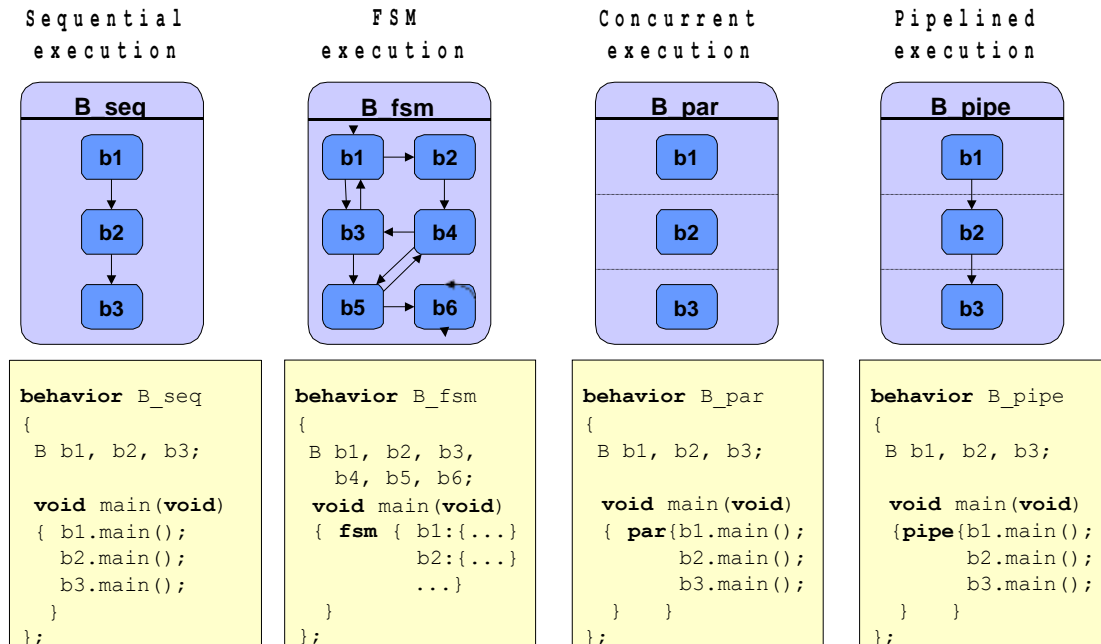 Sequential
execution
B_seq
b1
b2
b3
behavior B_seq
{
B b1, b2, b3;
void main(void)
{ b1.main();
b2.main();
b3.main();
}
};
FSM
execution
B_fsm
b1 b2
b3 b4
b5 b6
behavior B_fsm
{
B b1, b2, b3,
b4, b5, b6;
void main(void)
{ fsm { b1:{...}
b2:{...}
...}
}
};
Concurrent
execution
B_par
b1
b2
b3
behavior B_par
{
B b1, b2, b3;
void main(void)
{ par{b1.main();
b2.main();
b3.main();
} }
};
Pipelined
execution
B_pipe
b1
b2
b3
behavior B_pipe
{
B b1, b2, b3;
void main(void)
{pipe{b1.main();
b2.main();
b3.main();
} }
};